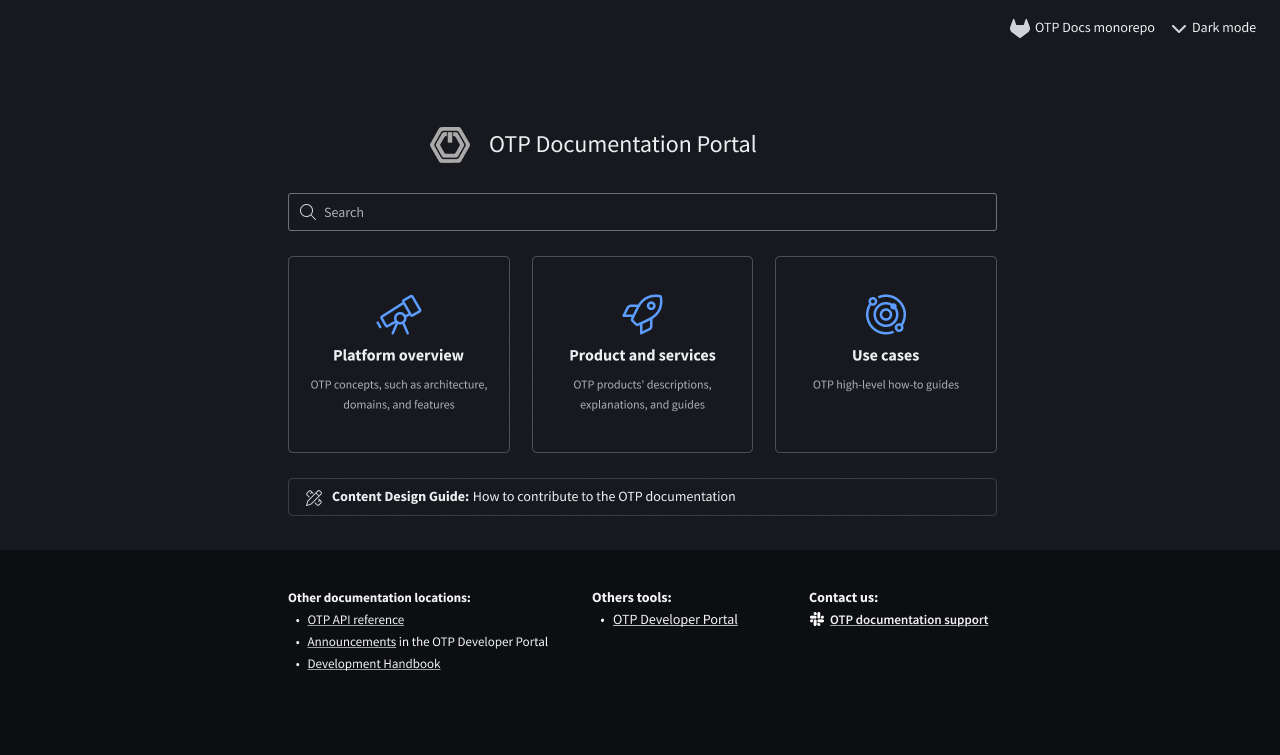 OTP Docs monorepo
Dark mode
OTP Documentation Portal
Search
Platform overview
OTP concepts, such as architecture,
domains, and features
Product and services
OTP products' descriptions,
explanations, and guides
Use cases
OTP high-level how-to guides
Content Design Guide: How to contribute to the OTP documentation
Other documentation locations:
• OTP API reference
• Announcements in the OTP Developer Portal
• Development Handbook
Others tools:
• OTP Developer Portal
Contact us:
OTP documentation support